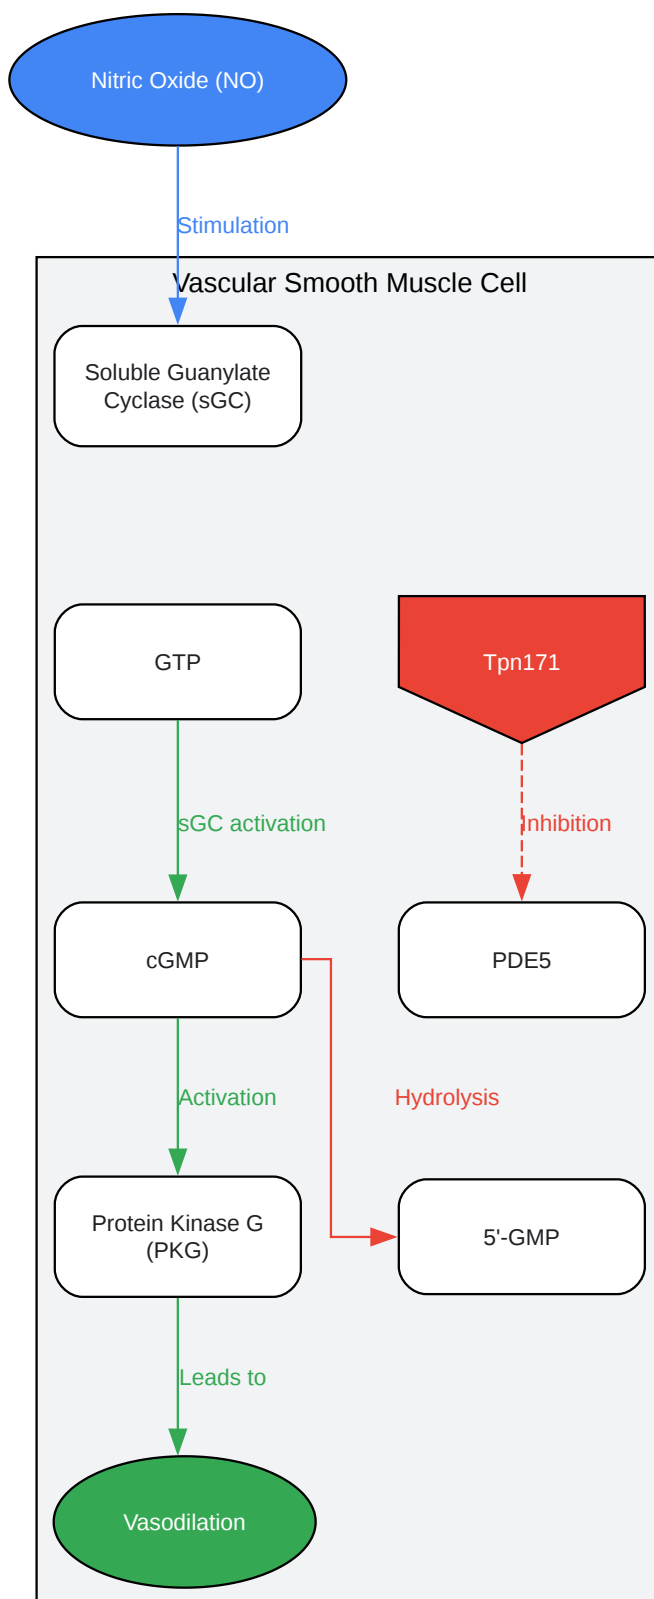 Nitric Oxide (NO)
Stimulation
Vascular Smooth Muscle Cell
Soluble Guanylate
Cyclase (sGC)
GTP
Tpn171
sGC activation
Inhibition
cGMP
PDE5
Activation
Hydrolysis
Protein Kinase G
(PKG)
5'-GMP
Leads to
Vasodilation